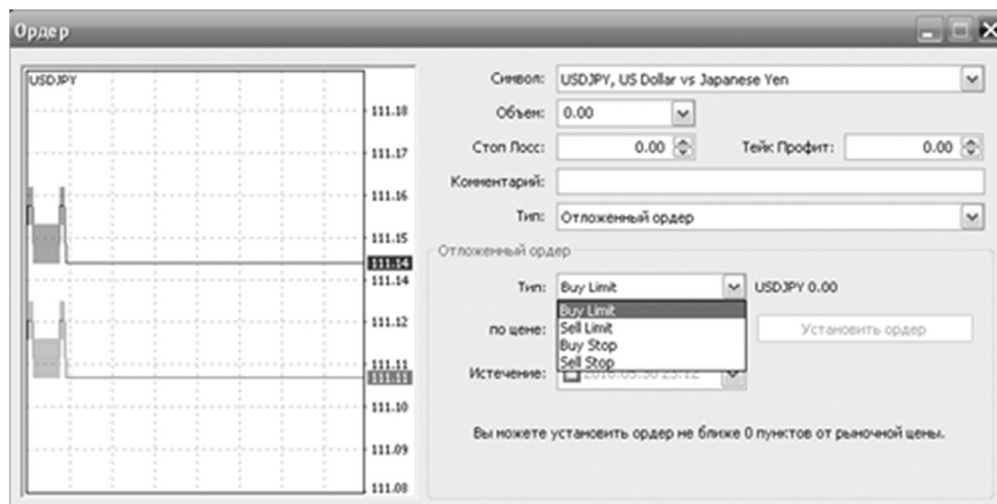 Ордер
USDJPY
111.18
111.17
111.16
111.15
111.14
111.14
111.12
111.11
111.11
111.10
111.09
111.08
Символ: USDJPY, US Dollar vs Japanese Yen
Объем: 0.00
Стоп Лосс: 0.00 Тейк Профит: 0.00
Комментарий:
Тип: Отложенный ордер
Отложенный ордер
Тип: Buy Limit USDJPY 0.00
Buy Limit
по цене: Sell Limit Установить ордер
Buy Stop
Sell Stop
Истечение:
Вы можете установить ордер не ближе 0 пунктов от рыночной цены.